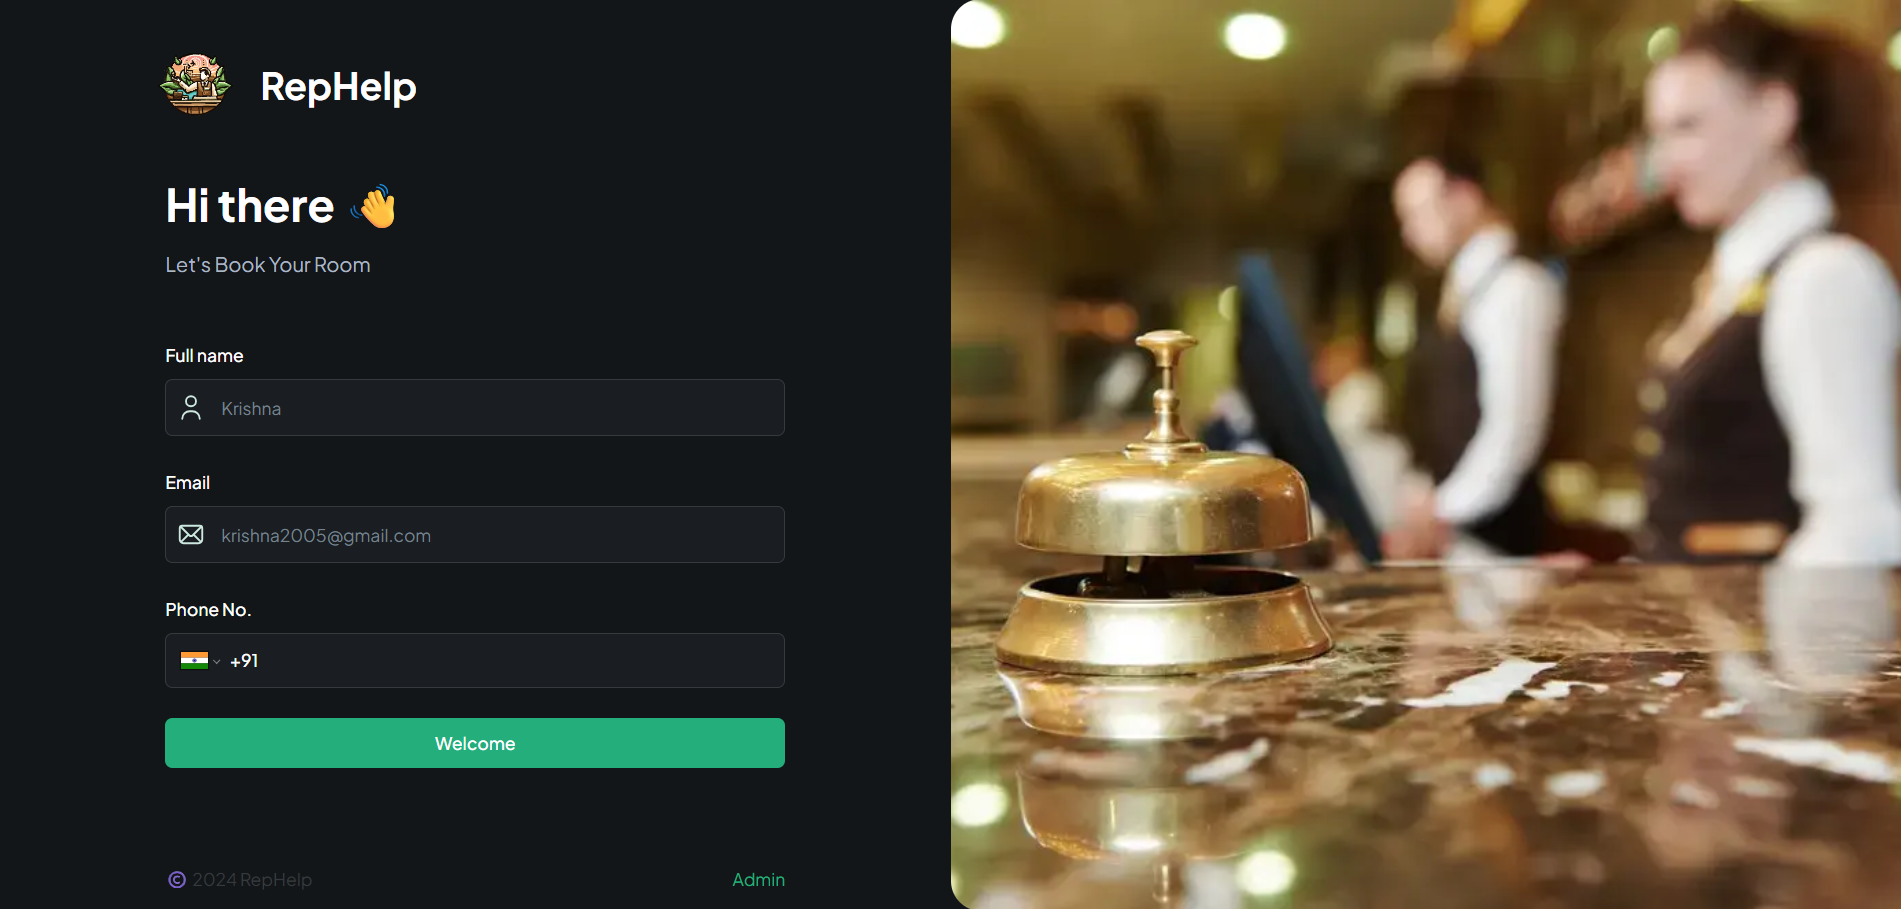 RepHelp
Hi there 👋
Let's Book Your Room
Full name
Krishna
Email
krishna2005@gmail.com
Phone No.
+91
Welcome
© 2024 RepHelp
Admin